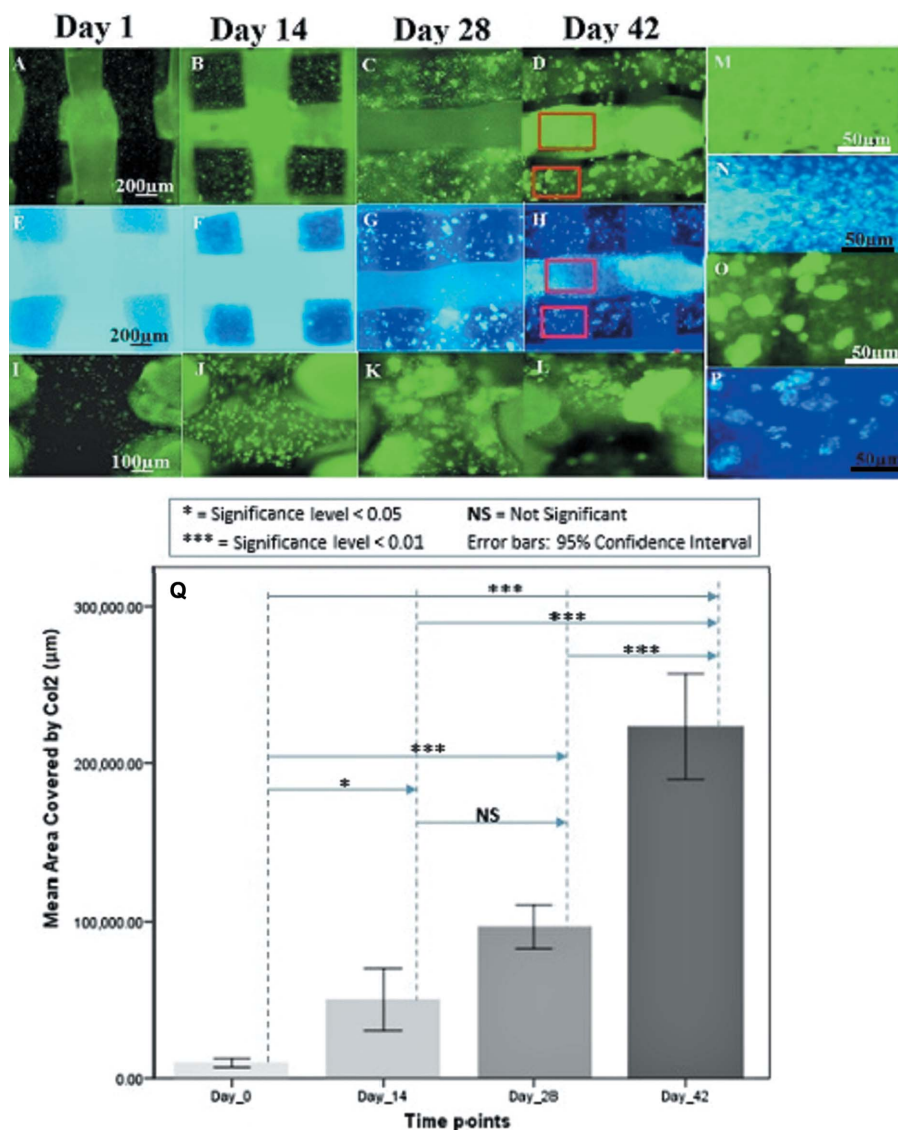 Day 1 Day 14 Day 28 Day 42
A B C D M
200µm 50µm
E F G H N
200µm 50µm
O
50µm
I J K L P
100µm 50µm
* = Significance level < 0.05 NS = Not Significant
*** = Significance level < 0.01 Error bars: 95% Confidence Interval
Q
***
300,000.00
***
***
200,000.00
***
*
NS
100,000.00
0.00
Mean Area Covered by Col2 (µm)
Day_0 Day_14 Day_28 Day_42
Time points